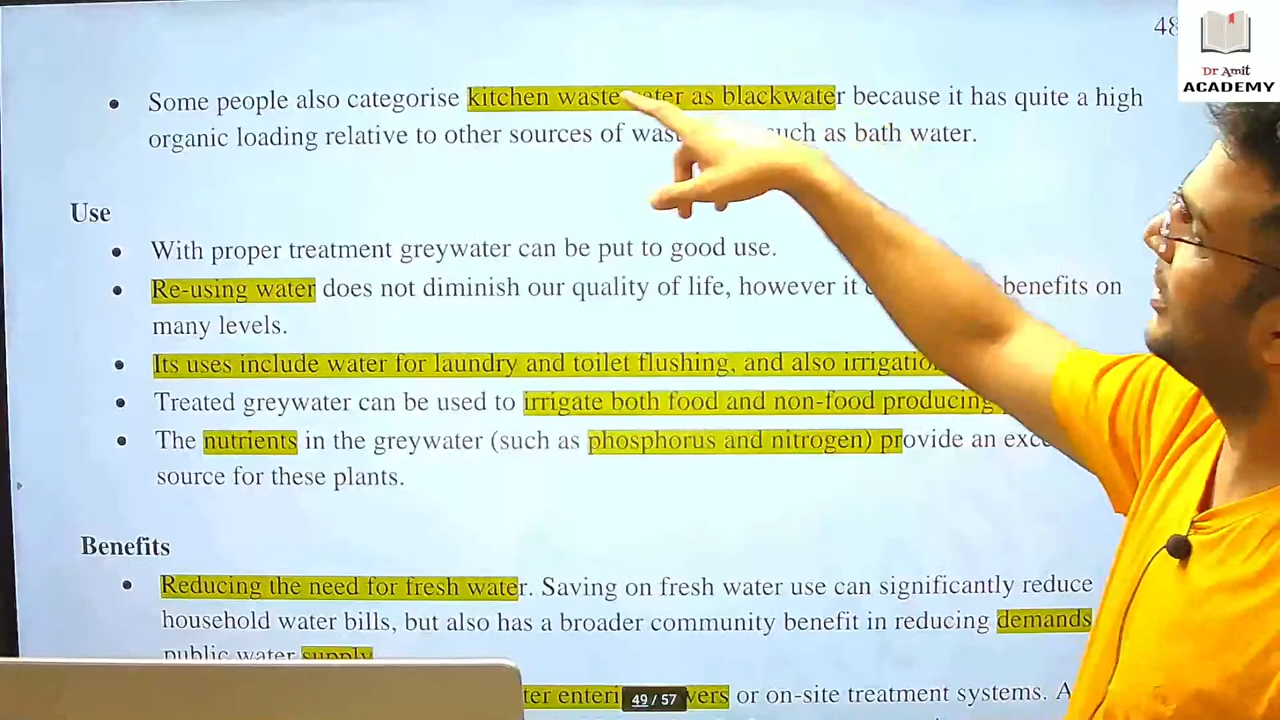 48
Dr Amit
ACADEMY
Some people also categorise kitchen waste ater as blackwater because it has quite a high
organic loading relative to other sources of such as bath water.
Use
With proper treatment greywater can be put to good use.
Re-using water does not diminish our quality of life, however it benefits on
many levels.
Its uses include water for laundry and toilet flushing, and also
Treated greywater can be used to irrigate both food and non-food producing
The nutrients in the greywater (such as phosphorus and nitrogen) provide an
source for these plants.
Benefits
Reducing the need for fresh water. Saving on fresh water use can significantly reduce
household water bills, but also has a broader community benefit in reducing demands
public water supply
49 / 57
or on-site treatment systems. A